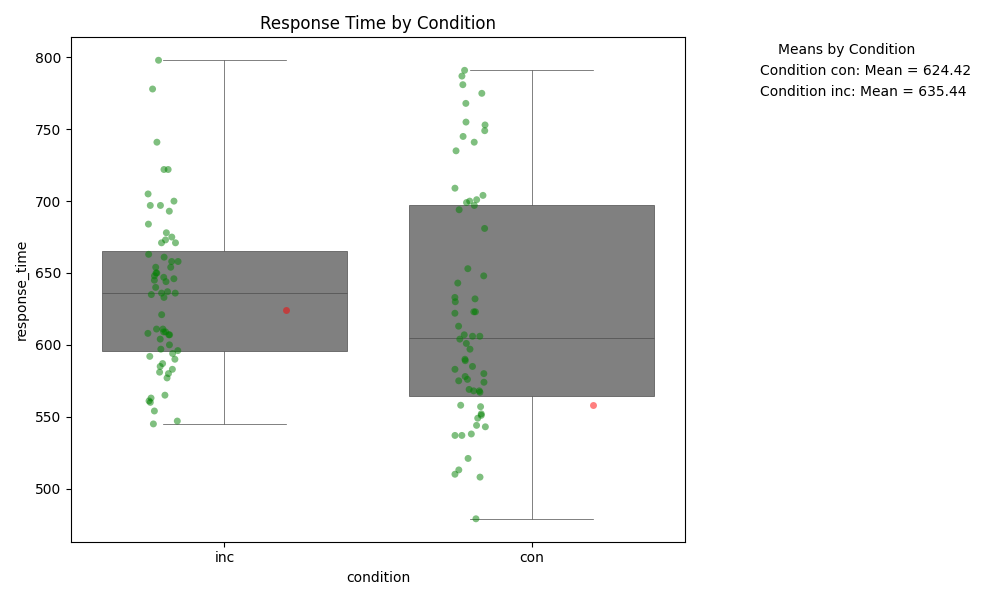 Response Time by Condition
Means by Condition
Condition con: Mean = 624.42
Condition inc: Mean = 635.44
response_time
800
750
700
650
600
550
500
inc
con
condition